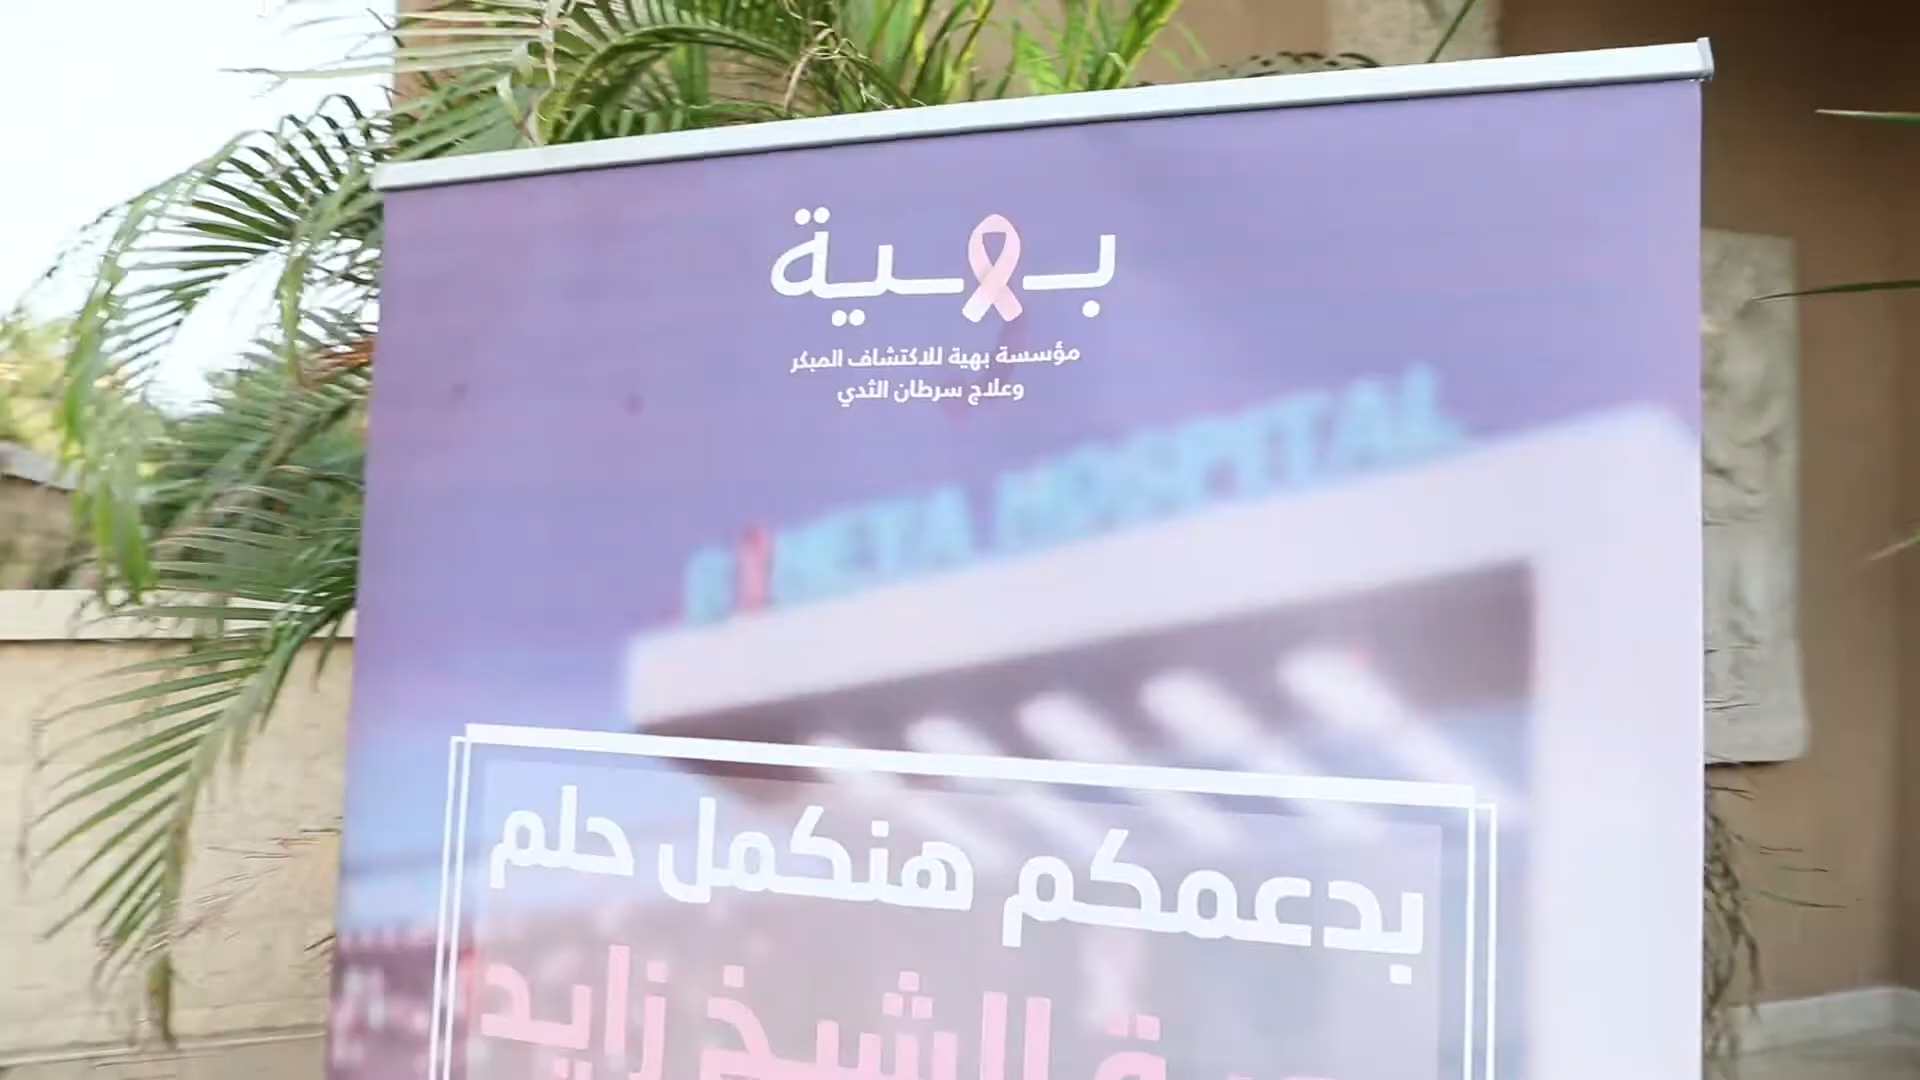 بهية
مؤسسة بهية للاكتشاف المبكر
وعلاج سرطان الثدي
HOSPITAL
بدعمكم هنكمل حلم
الشيخ زايد